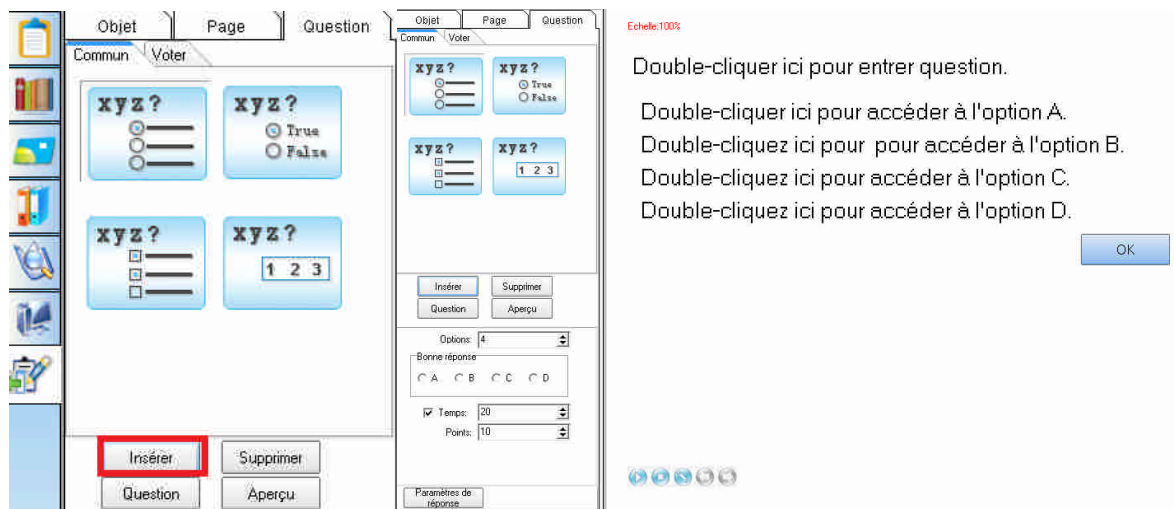 Objet Page Question
Commun Voter
xyz?
xyz?
True
False
xyz?
xyz?
1 2 3
Insérer Supprimer
Question Aperçu
Objet Page Question
Commun Voter
xyz?
xyz?
True
False
xyz?
xyz?
1 2 3
Insérer Supprimer
Question Aperçu
Options: 4
Bonne réponse
A B C D
Temps: 20
Points: 10
Paramètres de
réponse
Echelle:100%
Double-cliquer ici pour entrer question.
Double-cliquer ici pour accéder à l'option A.
Double-cliquez ici pour pour accéder à l'option B.
Double-cliquez ici pour accéder à l'option C.
Double-cliquez ici pour accéder à l'option D.
OK